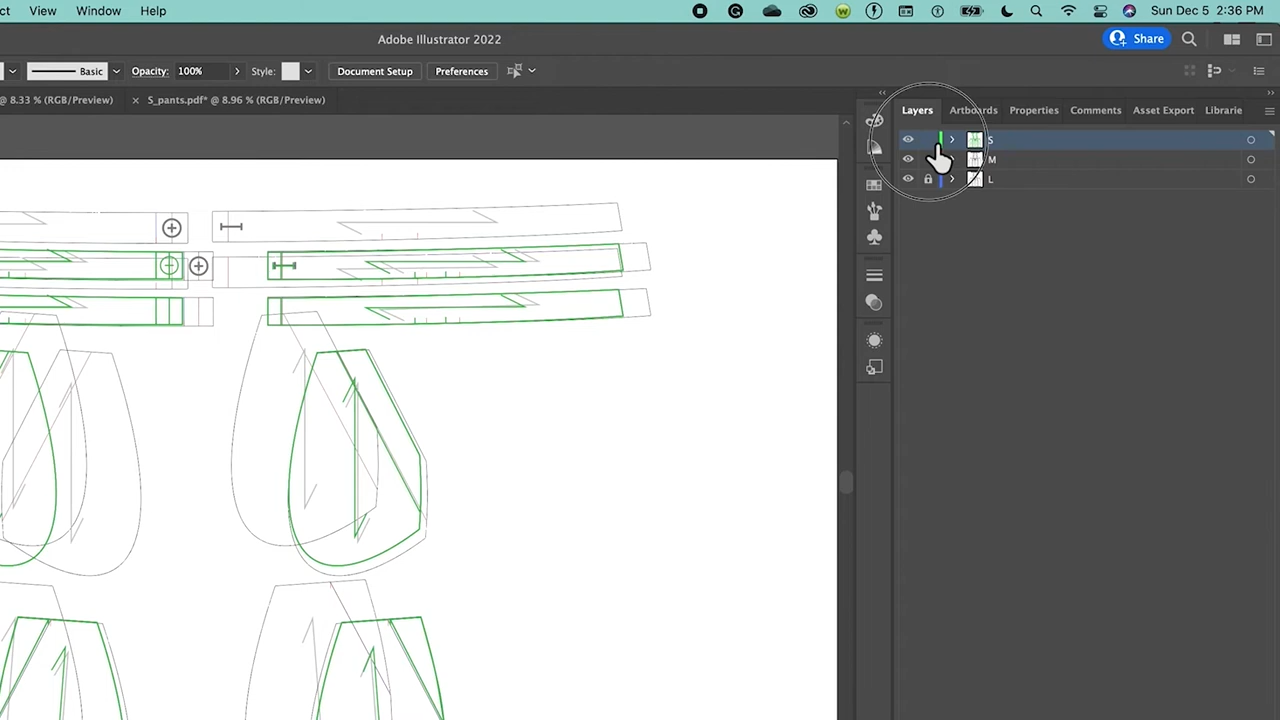 ct View Window Help Sun Dec 5 2:36 PM
Adobe Illustrator 2022 Share
Basic Opacity: 100% Style: Document Setup Preferences
@ 8.33 % (RGB/Preview) × S_pants.pdf* @ 8.96 % (RGB/Preview)
Layers Artboards Properties Comments Asset Export Librarie
S
M
L